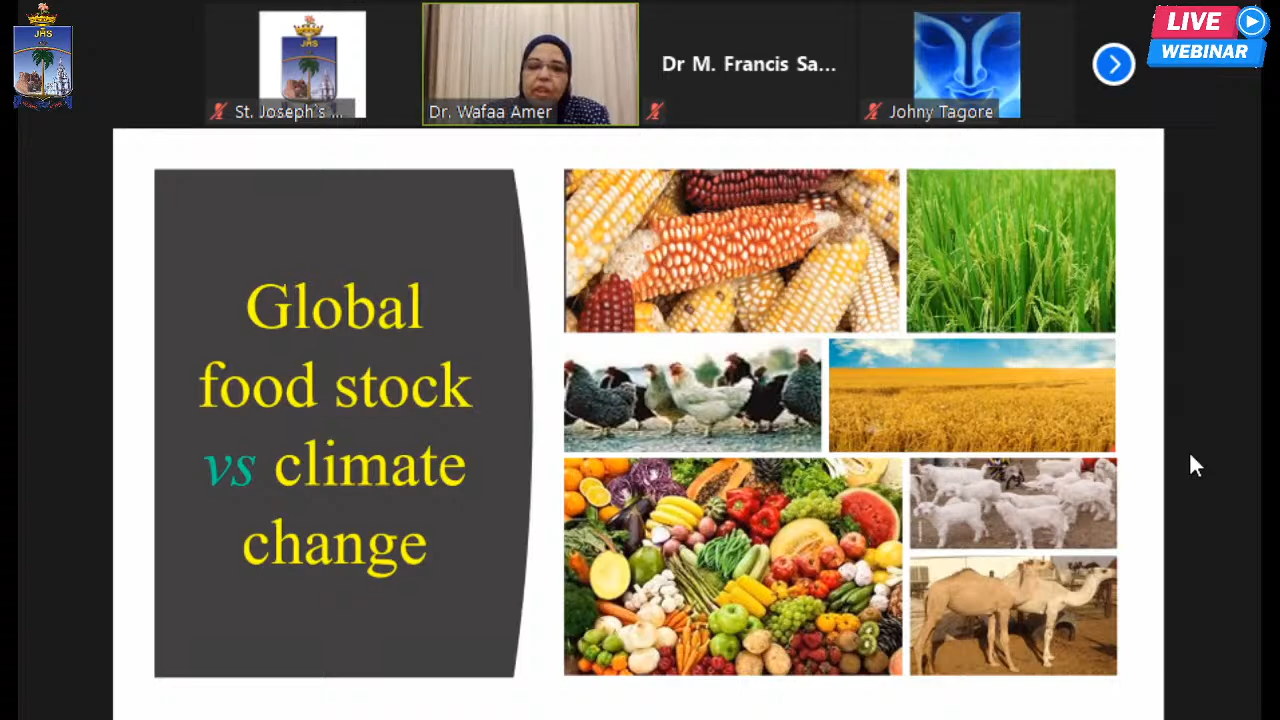 JHS
JHS
LIVE
WEBINAR
St. Joseph's ...
Dr. Wafaa Amer
Dr M. Francis Sa...
Johny Tagore
Global
food stock
vs climate
change